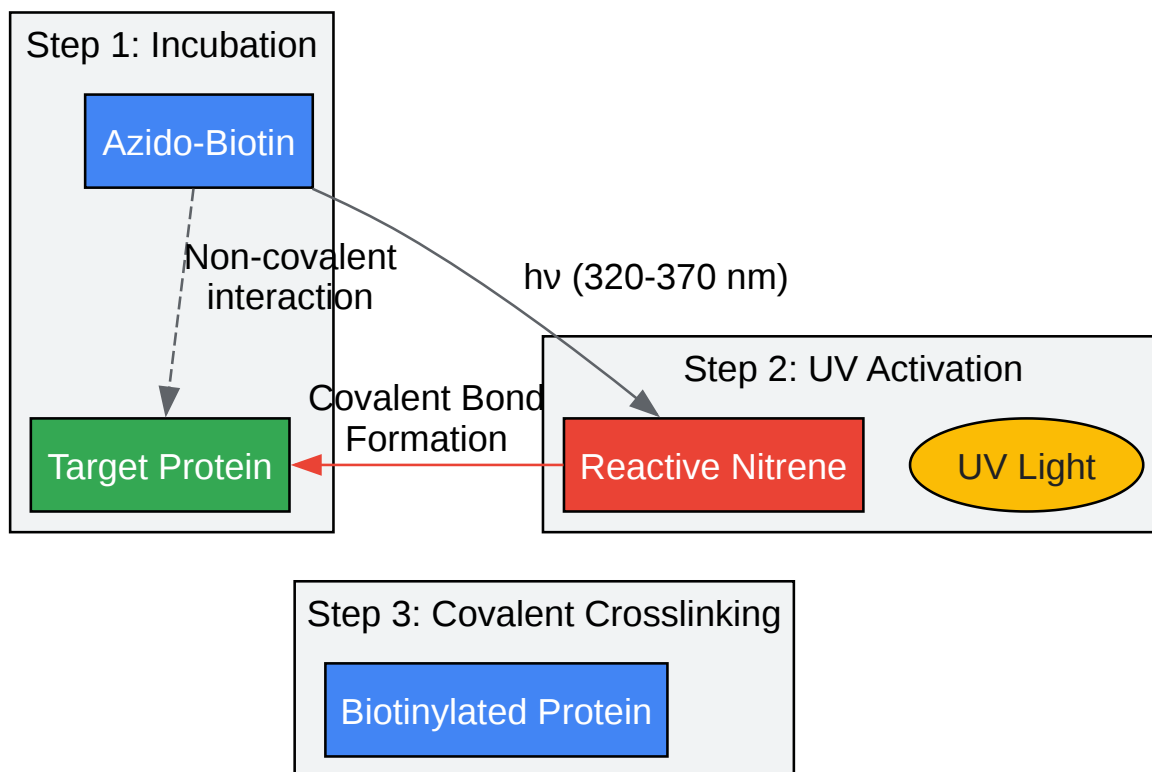 Step 1: Incubation
Azido-Biotin
Non-covalent
interaction
hν (320-370 nm)
Step 2: UV Activation
Covalent Bond
Formation
Target Protein
Reactive Nitrene
UV Light
Step 3: Covalent Crosslinking
Biotinylated Protein